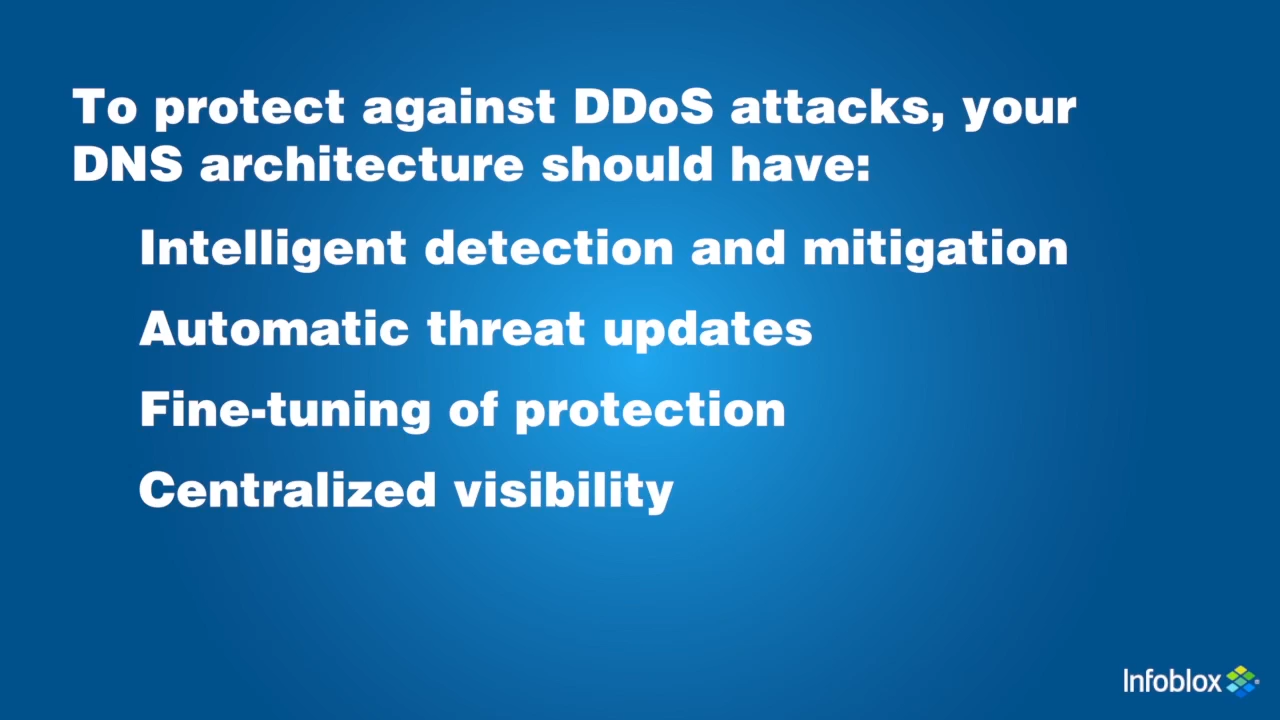 To protect against DDoS attacks, your
DNS architecture should have:
Intelligent detection and mitigation
Automatic threat updates
Fine-tuning of protection
Centralized visibility
Infoblox